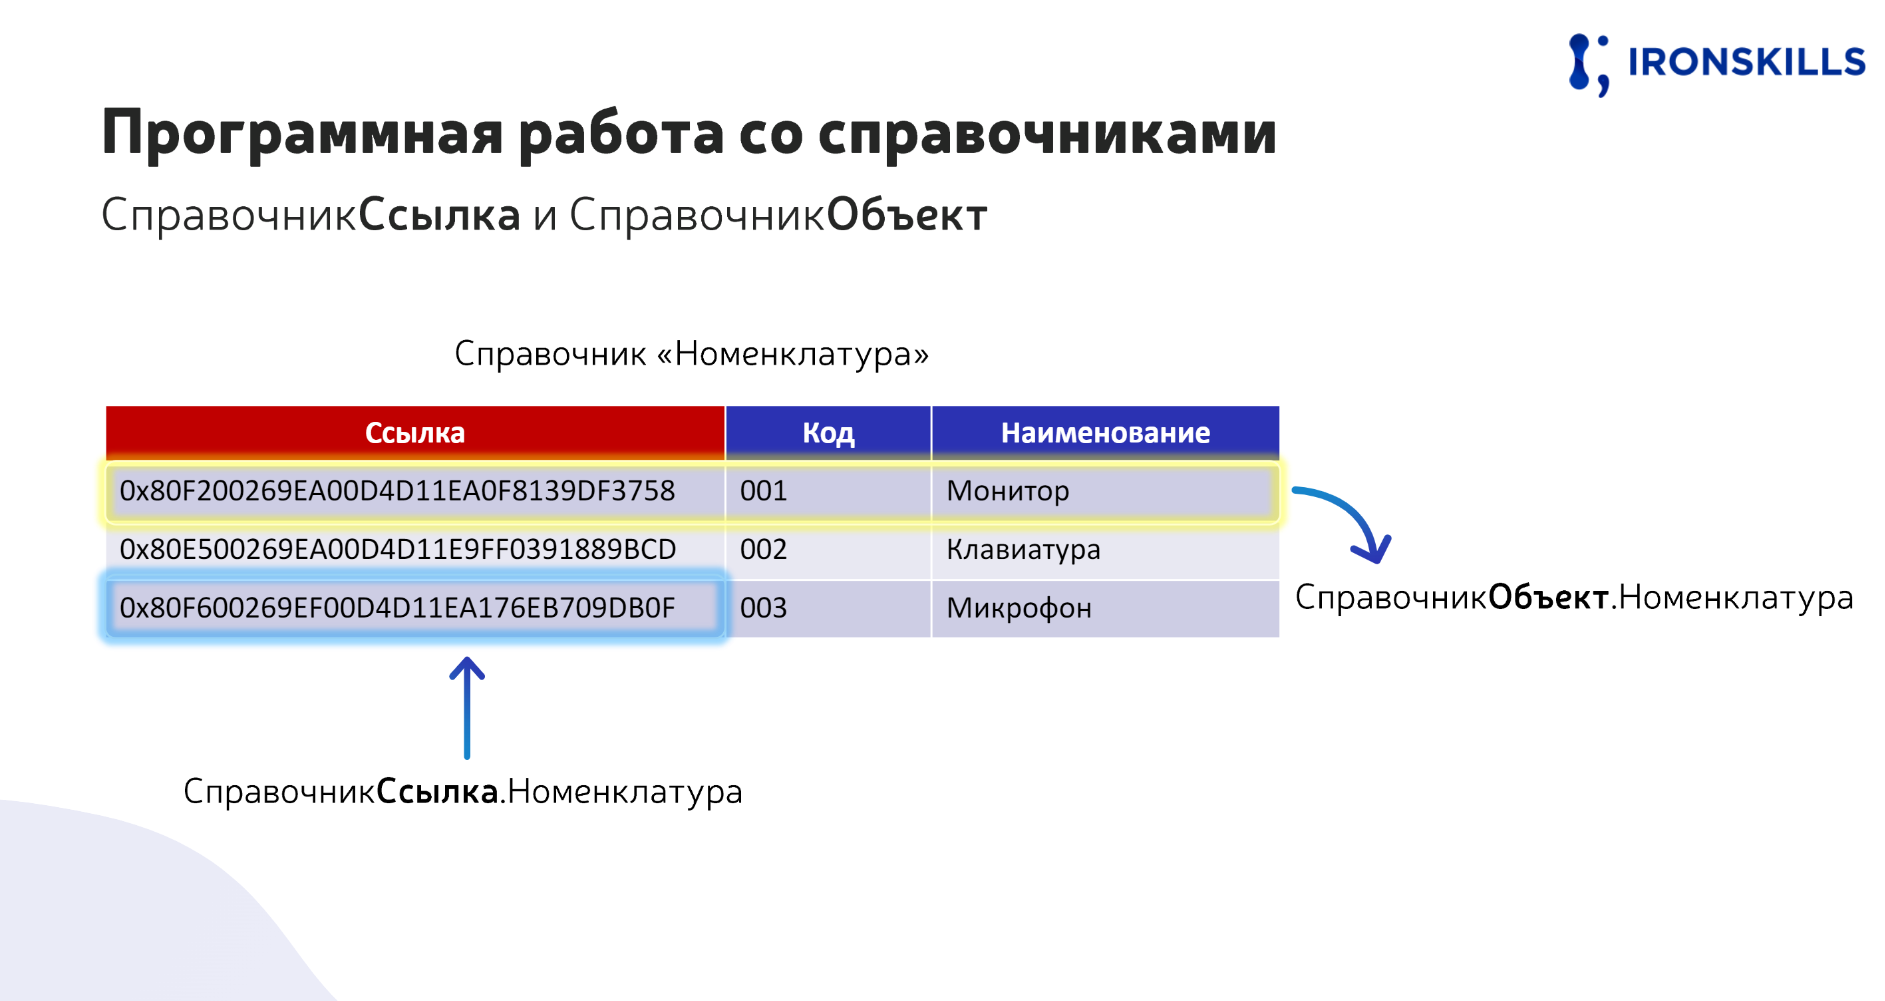 IRONSKILLS
Программная работа со справочниками
СправочникСсылка и СправочникОбъект
Справочник «Номенклатура»
Ссылка Код Наименование
0x80F200269EA00D4D11EA0F8139DF3758 001 Монитор
0x80E500269EA00D4D11E9FF0391889BCD 002 Клавиатура
0x80F600269EF00D4D11EA176EB709DB0F 003 Микрофон
СправочникОбъект.Номенклатура
СправочникСсылка.Номенклатура